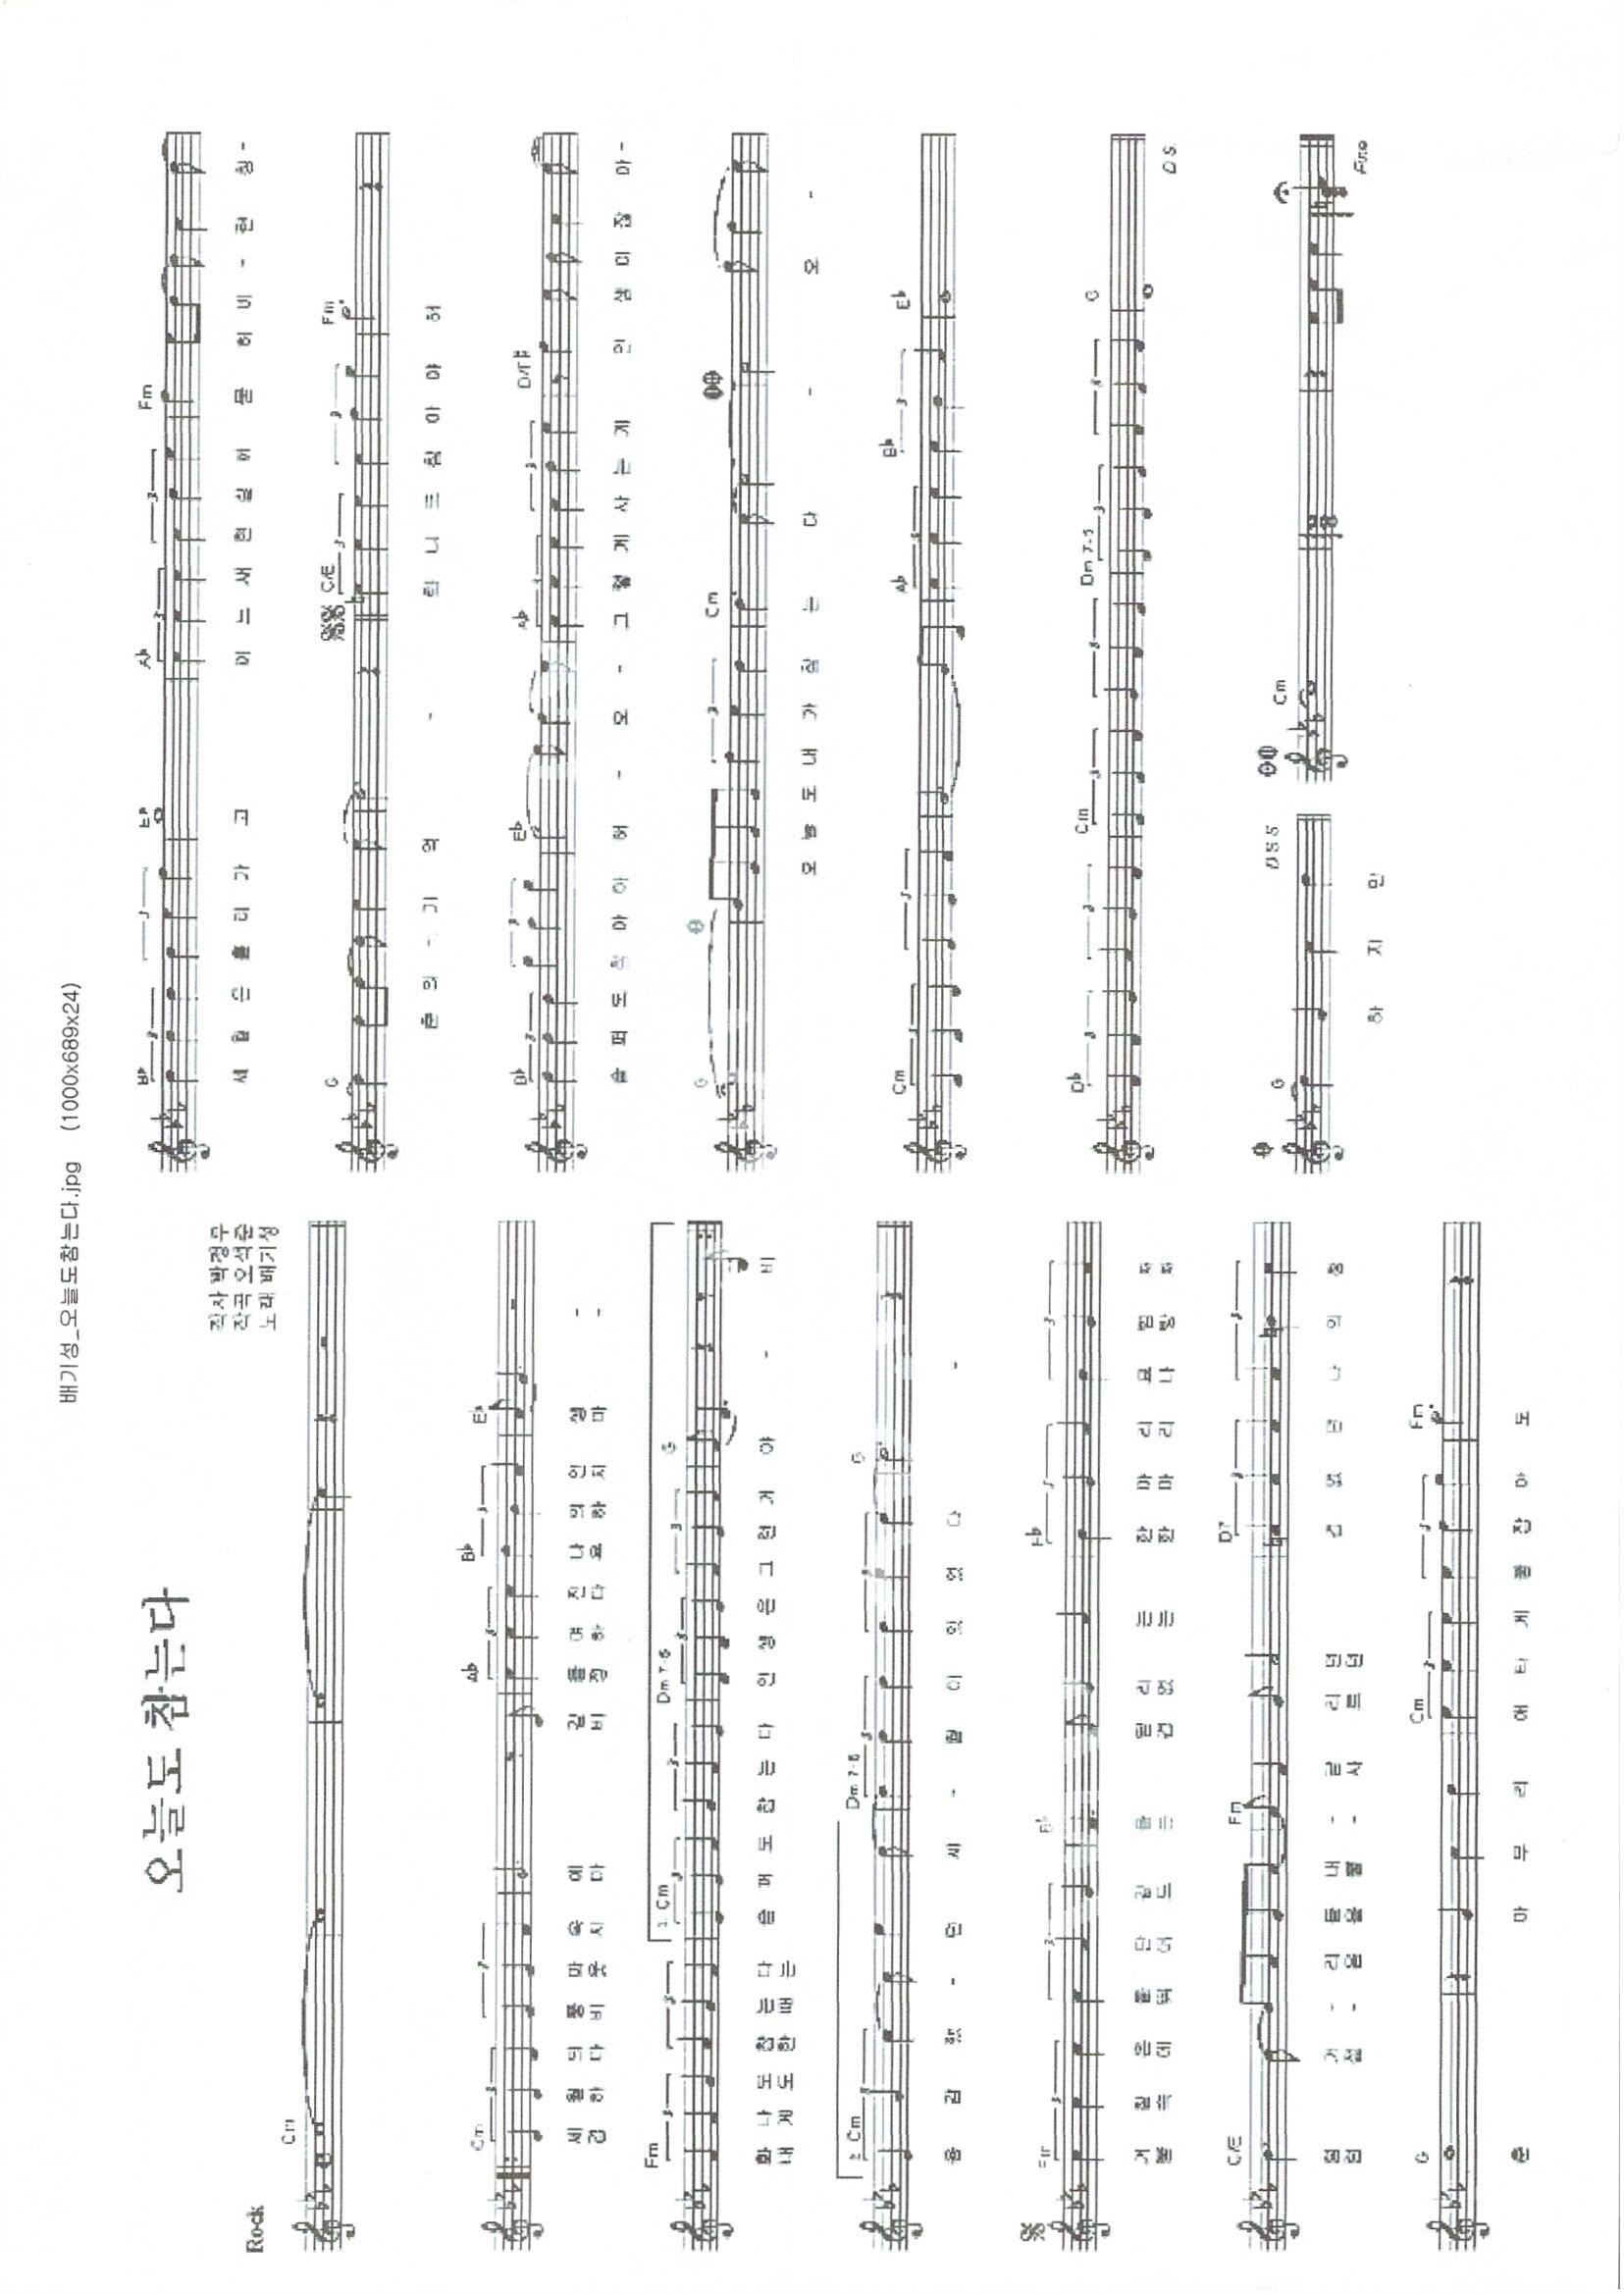 배기성_오늘도참는다.jpg (1000x689x24)
오늘도 참는다
작사 박정우
작곡 오석준
노래 배기성
Rock
Cm
Cm Ab Bb Eb
세 월 의 풍 파 속 에 길 들 여 진 나 의 인 생 -
겁 하 다 비 웃 지 마 비 정 하 다 욕 하 지 마 -
Fm 1. Cm Dm 7-5 G
화 나 도 참 는 다 슬 퍼 도 참 는 다 인 생 은 그 런 게 야 - 비
내 게 도 한 때 는
2. Cm Dm 7-5 G
용 감 했 - 던 세 - 월 이 있 었 다 -
Fm Bb Eb
거 칠 은 들 판 길 을 달 리 는 한 마 리 표 범 처
불 속 에 뛰 어 드 는 겁 없 는 한 마 리 나 방 처
C/E Fm D7
럼 거 - 리 를 내 - 달 리 던 겁 없 던 나 의 청
럼 젊 - 음 을 불 - 사 르 던
G Cm Fm
춘 아 무 리 애 타 게 붙 잡 아 도
Bb Eb Ab Fm
세 월 은 흘 러 가 고 어 느 새 현 실 에 묻 혀 버 - 린 청 -
G C/E Fm
춘 의 - 기 억 - 화 나 도 참 아 야 해
Bb Eb Ab D/F#
슬 퍼 도 참 아 야 해 - 오 - 그 렇 게 사 는 게 인 생 이 잖 아 -
G Cm
오 늘 도 내 가 참 는 다 - 오 -
Cm Ab Bb Eb
Db Cm Dm 7-5 G
D S
G D S S Cm
Fine
하 지 만